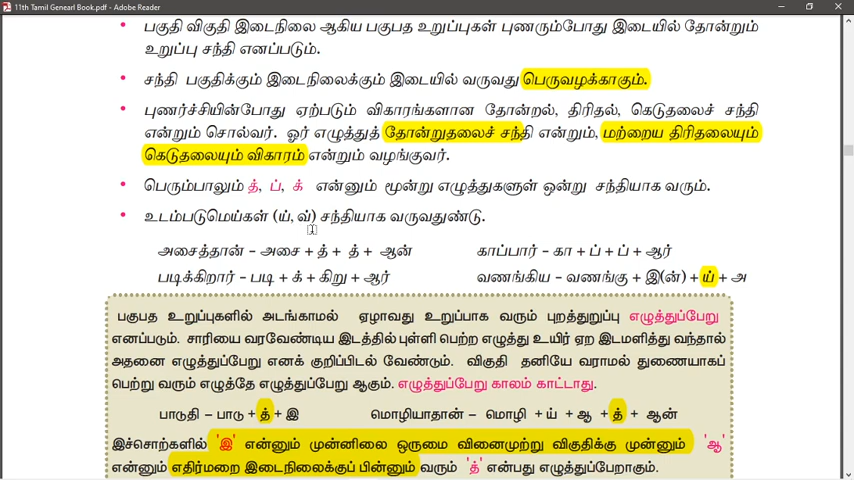 11th Tamil Genearl Book.pdf - Adobe Reader
• பகுதி விகுதி இடைநிலை ஆகிய பகுபத உறுப்புகள் புணரும்போது இடையில் தோன்றும்
உறுப்பு சந்தி எனப்படும்.
• சந்தி பகுதிக்கும் இடைநிலைக்கும் இடையில் வருவது பெருவழக்காகும்.
• புணர்ச்சியின்போது ஏற்படும் விகாரங்களான தோன்றல், திரிதல், கெடுதலைச் சந்தி
என்றும் சொல்வர். ஓர் எழுத்துத் தோன்றுதலைச் சந்தி என்றும், மற்றைய திரிதலையும்
கெடுதலையும் விகாரம் என்றும் வழங்குவர்.
• பெரும்பாலும் த், ப், க் என்னும் மூன்று எழுத்துகளுள் ஒன்று சந்தியாக வரும்.
• உடம்படுமெய்கள் (ய், வ்) சந்தியாக வருவதுண்டு.
அசைத்தான் – அசை + த் + த் + ஆன் காப்பார் – கா + ப் + ப் + ஆர்
படிக்கிறார் – படி + க் + கிறு + ஆர் வணங்கிய – வணங்கு + இ(ன்) + ய் + அ
பகுபத உறுப்புகளில் அடங்காமல் ஏழாவது உறுப்பாக வரும் புறத்துறுப்பு எழுத்துப்பேறு
எனப்படும். சாரியை வரவேண்டிய இடத்தில் புள்ளி பெற்ற எழுத்து உயிர் ஏற இடமளித்து வந்தால்
அதனை எழுத்துப்பேறு எனக் குறிப்பிடல் வேண்டும். விகுதி தனியே வராமல் துணையாகப்
பெற்று வரும் எழுத்தே எழுத்துப்பேறு ஆகும். எழுத்துப்பேறு காலம் காட்டாது.
பாடுதி – பாடு + த் + இ மொழியாதான் – மொழி + ய் + ஆ + த் + ஆன்
இச்சொற்களில் 'இ' என்னும் முன்னிலை ஒருமை வினைமுற்று விகுதிக்கு முன்னும் 'ஆ'
என்னும் எதிர்மறை இடைநிலைக்குப் பின்னும் வரும் 'த்' என்பது எழுத்துப்பேறாகும்.